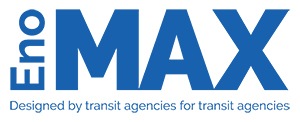 Eno
MAX
Designed by transit agencies for transit agencies